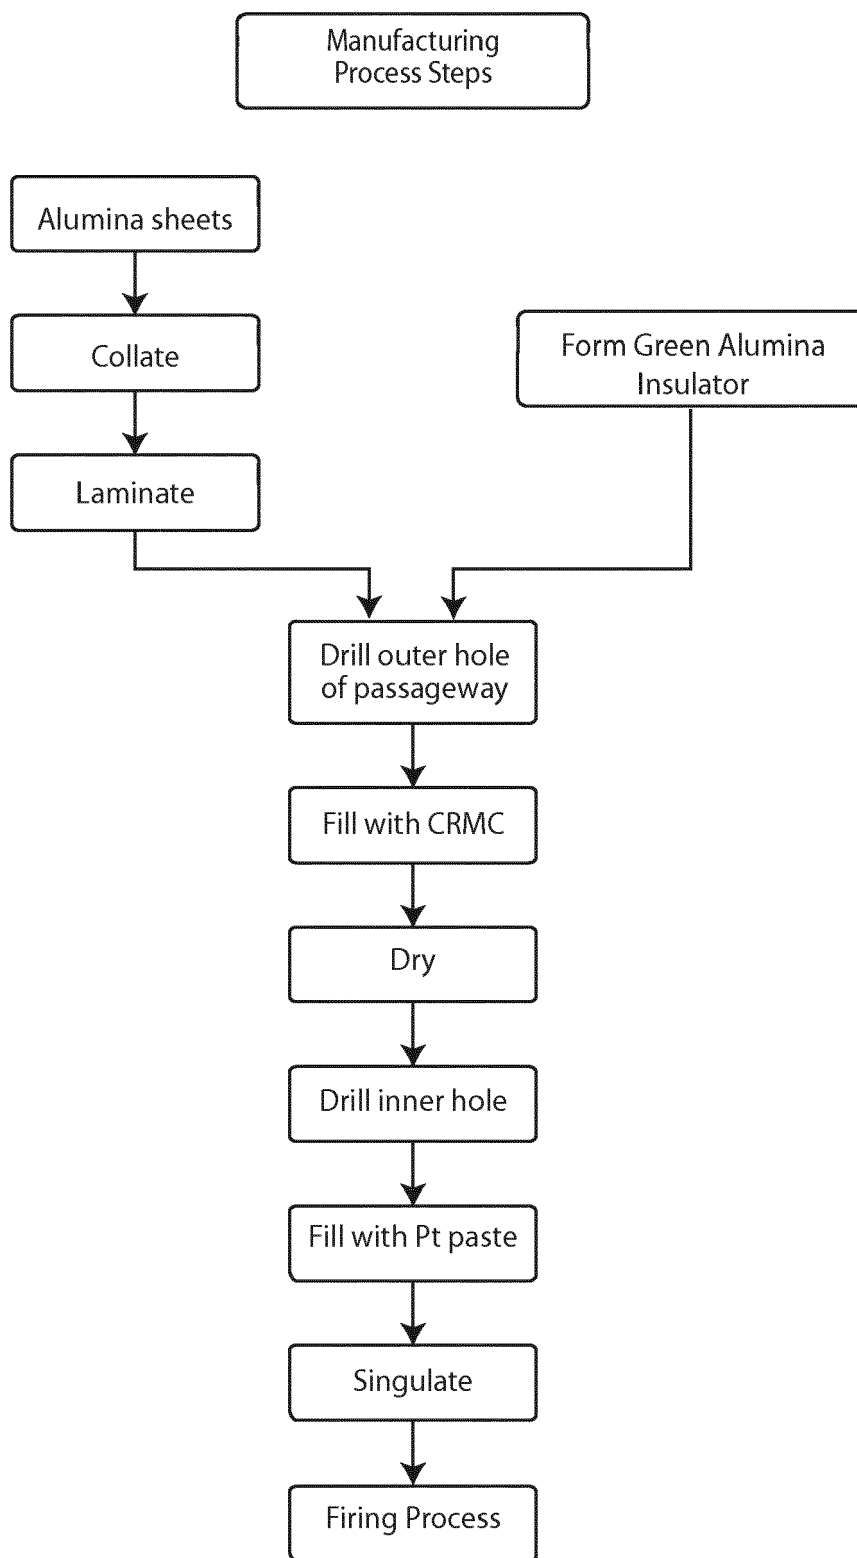 Manufacturing
Process Steps
Alumina sheets
Collate
Laminate
Form Green Alumina
Insulator
Drill outer hole
of passageway
Fill with CRMC
Dry
Drill inner hole
Fill with Pt paste
Singulate
Firing Process